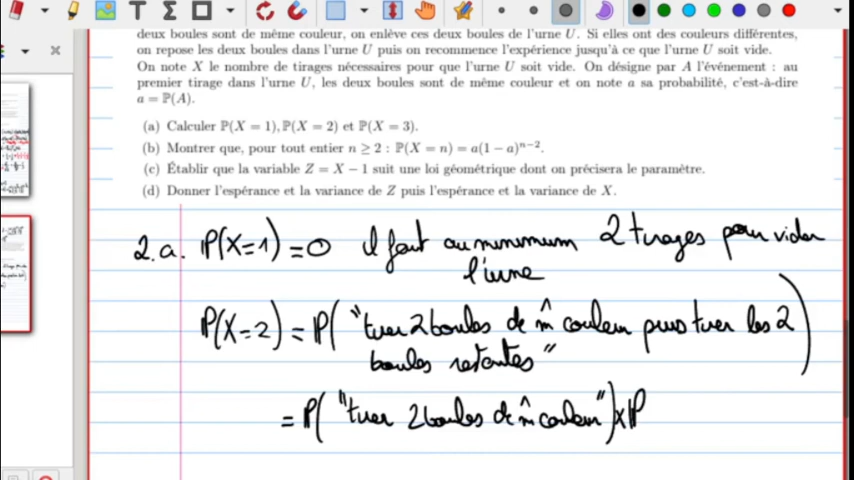 deux boules sont de même couleur, on enlève ces deux boules de l'urne U. Si elles ont des couleurs différentes,
on repose les deux boules dans l'urne U puis on recommence l'expérience jusqu'à ce que l'urne U soit vide.
On note X le nombre de tirages nécessaires pour que l'urne U soit vide. On désigne par A l'événement : au
premier tirage dans l'urne U, les deux boules sont de même couleur et on note a sa probabilité, c'est-à-dire
a = ℙ(A).
(a) Calculer ℙ(X = 1), ℙ(X = 2) et ℙ(X = 3).
(b) Montrer que, pour tout entier n ≥ 2 : ℙ(X = n) = a(1 − a)ⁿ⁻².
(c) Établir que la variable Z = X − 1 suit une loi géométrique dont on précisera le paramètre.
(d) Donner l'espérance et la variance de Z puis l'espérance et la variance de X.
2.a. ℙ(X=1) = 0 il faut au minimum 2 tirages pour vider
l'urne
ℙ(X=2) = ℙ("tirer 2 boules de m̂ couleur puis tirer les 2
boules restantes")
= ℙ("tirer 2 boules de m̂ couleur") × ℙ